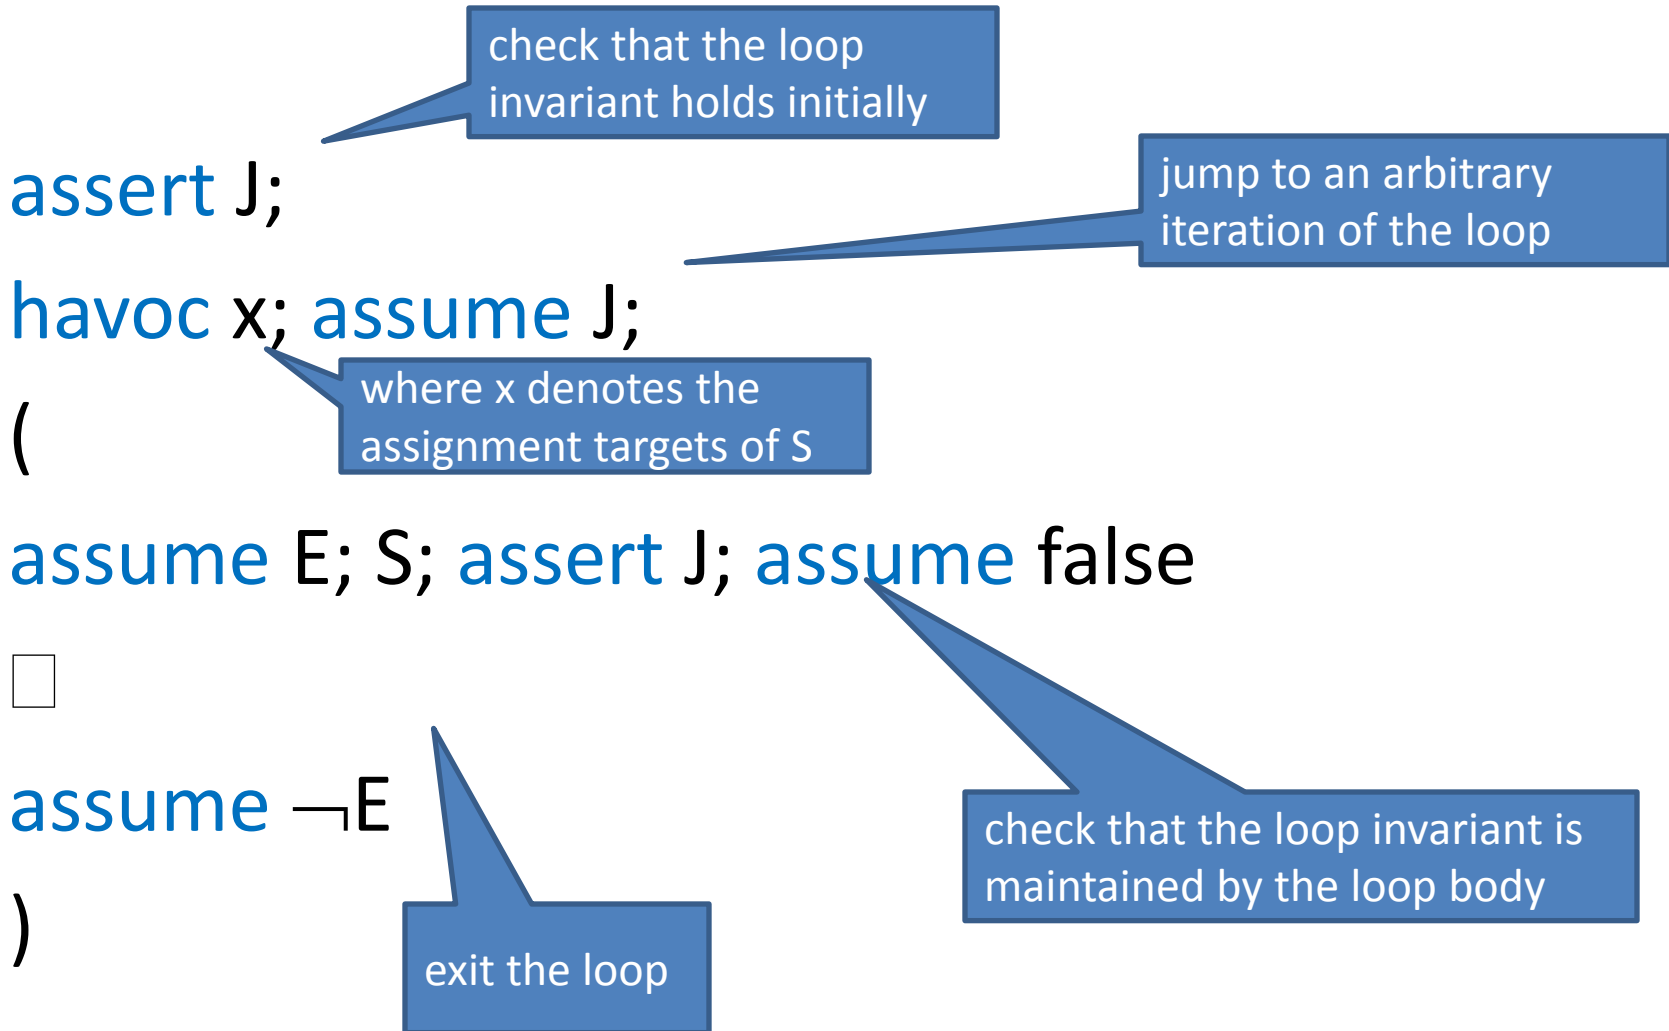 check that the loop
invariant holds initially
assert J;
jump to an arbitrary
iteration of the loop
havoc x; assume J;
where x denotes the
assignment targets of S
(
assume E; S; assert J; assume false
□
assume ¬E
check that the loop invariant is
maintained by the loop body
)
exit the loop